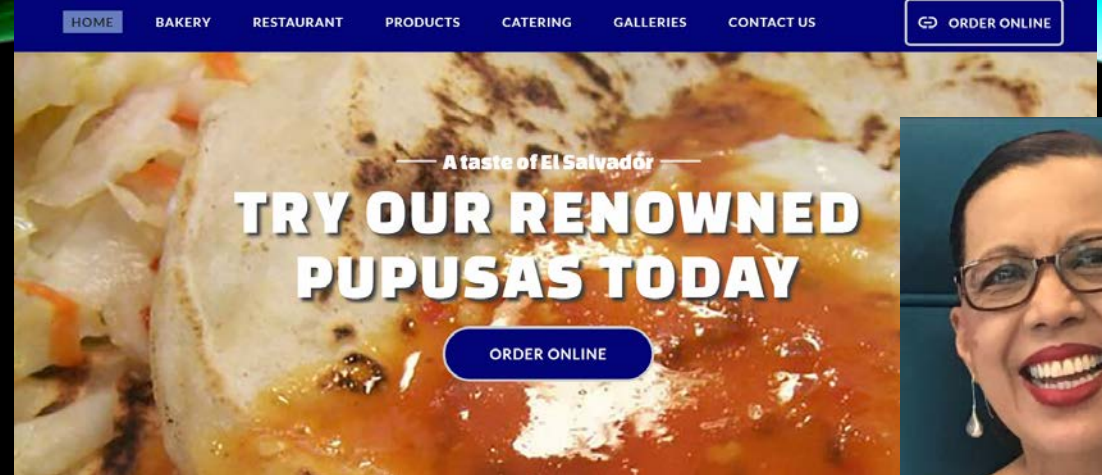 HOME BAKERY RESTAURANT PRODUCTS CATERING GALLERIES CONTACT US ORDER ONLINE
A taste of El Salvador
TRY OUR RENOWNED
PUPUSAS TODAY
ORDER ONLINE